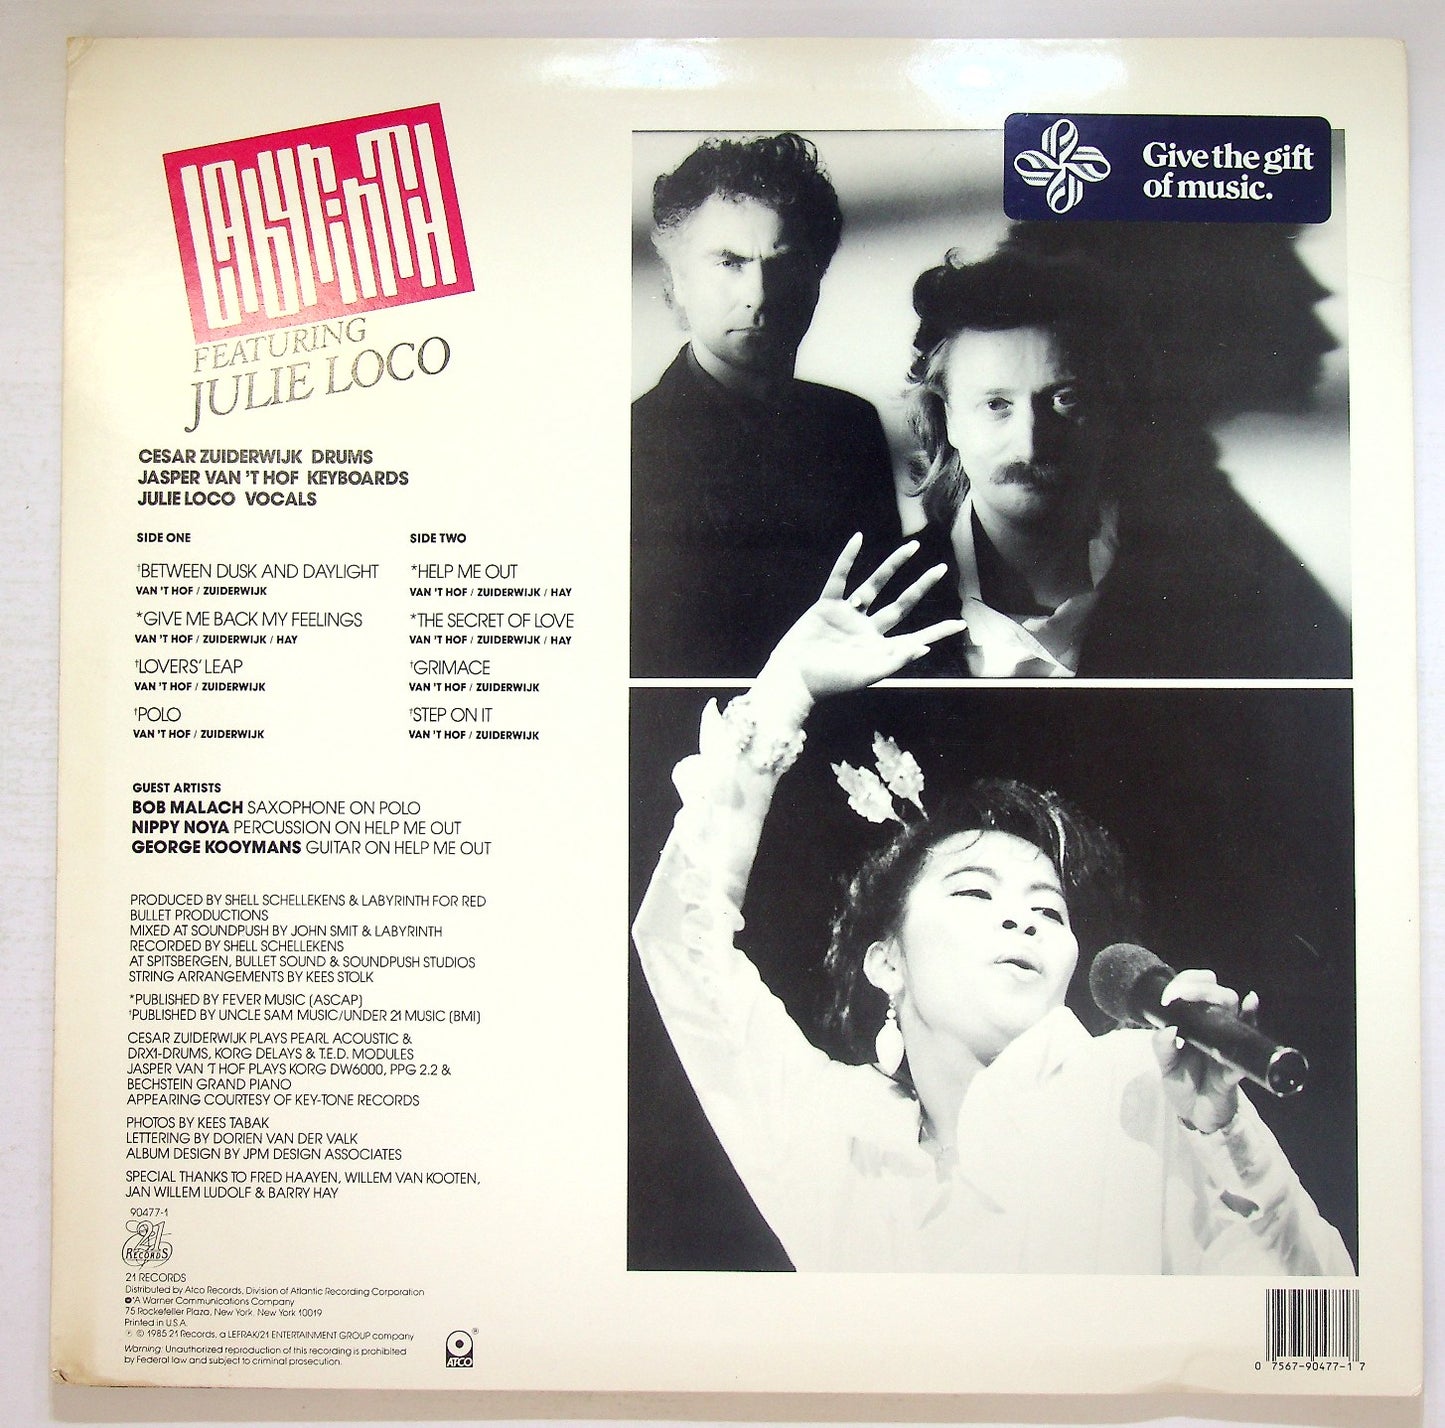 LABYRINTH
FEATURING
JULIE LOCO
Give the gift
of music.
CESAR ZUIDERWIJK DRUMS
JASPER VAN 'T HOF KEYBOARDS
JULIE LOCO VOCALS
SIDE ONE
†BETWEEN DUSK AND DAYLIGHT
VAN 'T HOF / ZUIDERWIJK
*GIVE ME BACK MY FEELINGS
VAN 'T HOF / ZUIDERWIJK / HAY
†LOVERS' LEAP
VAN 'T HOF / ZUIDERWIJK
†POLO
VAN 'T HOF / ZUIDERWIJK
SIDE TWO
*HELP ME OUT
VAN 'T HOF / ZUIDERWIJK / HAY
*THE SECRET OF LOVE
VAN 'T HOF / ZUIDERWIJK / HAY
†GRIMACE
VAN 'T HOF / ZUIDERWIJK
†STEP ON IT
VAN 'T HOF / ZUIDERWIJK
GUEST ARTISTS
BOB MALACH SAXOPHONE ON POLO
NIPPY NOYA PERCUSSION ON HELP ME OUT
GEORGE KOOYMANS GUITAR ON HELP ME OUT
PRODUCED BY SHELL SCHELLEKENS & LABYRINTH FOR RED
BULLET PRODUCTIONS
MIXED AT SOUNDPUSH BY JOHN SMIT & LABYRINTH
RECORDED BY SHELL SCHELLEKENS
AT SPITSBERGEN, BULLET SOUND & SOUNDPUSH STUDIOS
STRING ARRANGEMENTS BY KEES STOLK
*PUBLISHED BY FEVER MUSIC (ASCAP)
†PUBLISHED BY UNCLE SAM MUSIC/UNDER 21 MUSIC (BMI)
CESAR ZUIDERWIJK PLAYS PEARL ACOUSTIC &
DRX1-DRUMS, KORG DELAYS & T.E.D. MODULES
JASPER VAN 'T HOF PLAYS KORG DW6000, PPG 2.2 &
BECHSTEIN GRAND PIANO
APPEARING COURTESY OF KEY-TONE RECORDS
PHOTOS BY KEES TABAK
LETTERING BY DORIEN VAN DER VALK
ALBUM DESIGN BY JPM DESIGN ASSOCIATES
SPECIAL THANKS TO FRED HAAYEN, WILLEM VAN KOOTEN,
JAN WILLEM LUDOLF & BARRY HAY
90477-1
21
RECORDS
21 RECORDS
Distributed by Atco Records, Division of Atlantic Recording Corporation
A Warner Communications Company
75 Rockefeller Plaza, New York, New York 10019
Printed in U.S.A.
℗ © 1985 21 Records, a LEFRAK/21 ENTERTAINMENT GROUP company
Warning: Unauthorized reproduction of this recording is prohibited
by Federal law and subject to criminal prosecution.
ATCO ®
0 7567-90477-1 7